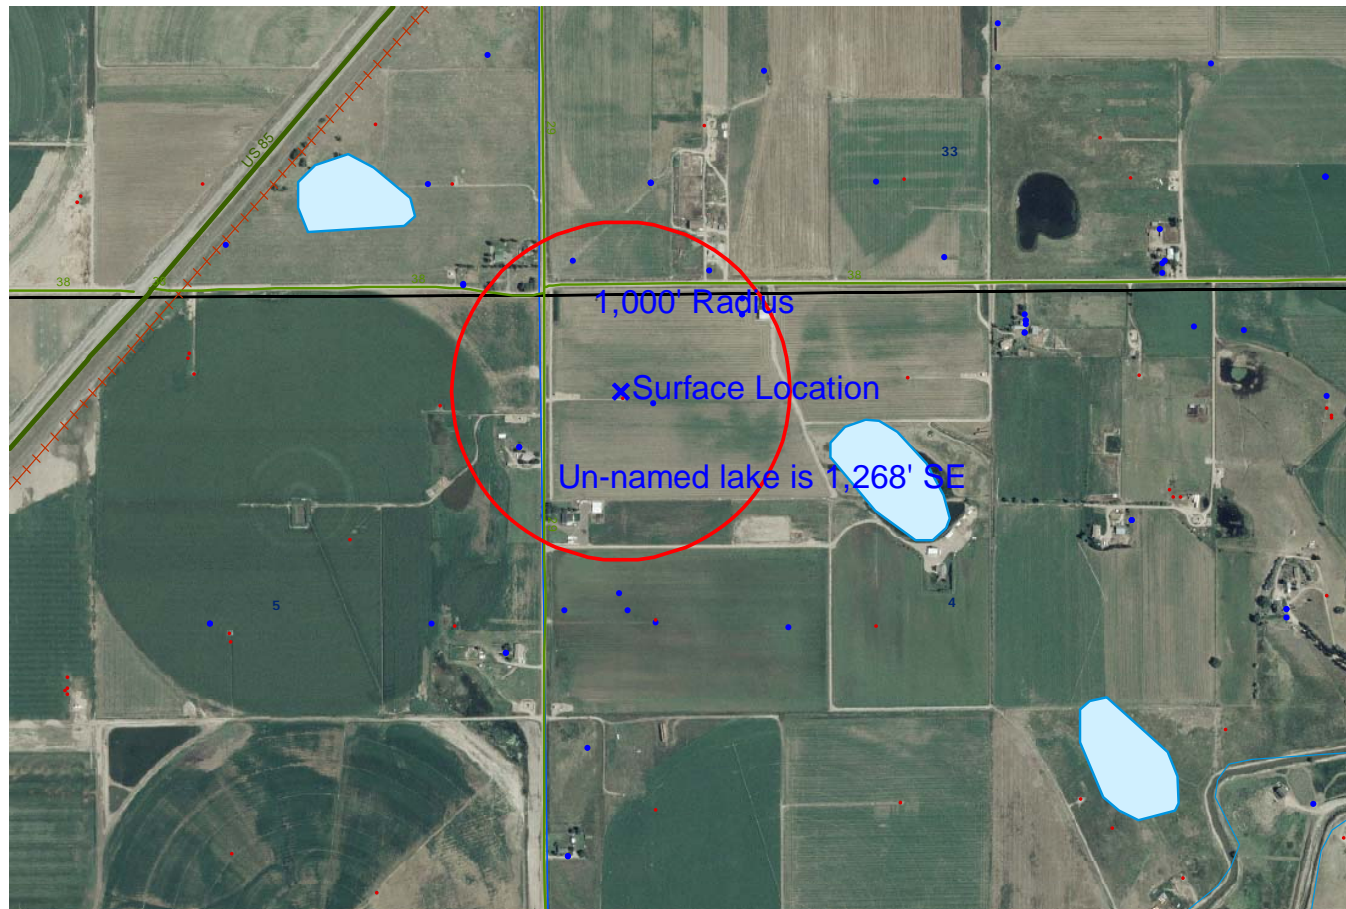 US 85
33
38
38
38
1,000' Radius
Surface Location
Un-named lake is 1,268' SE
5
4